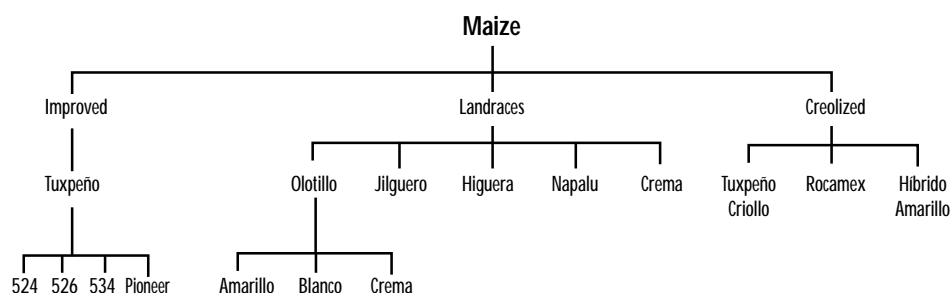 Maize
Improved Landraces Creolized
Tuxpeño Olotillo Jilguero Higuera Napalu Crema Tuxpeño Criollo Rocamex Híbrido Amarillo
524 526 534 Pioneer Amarillo Blanco Crema